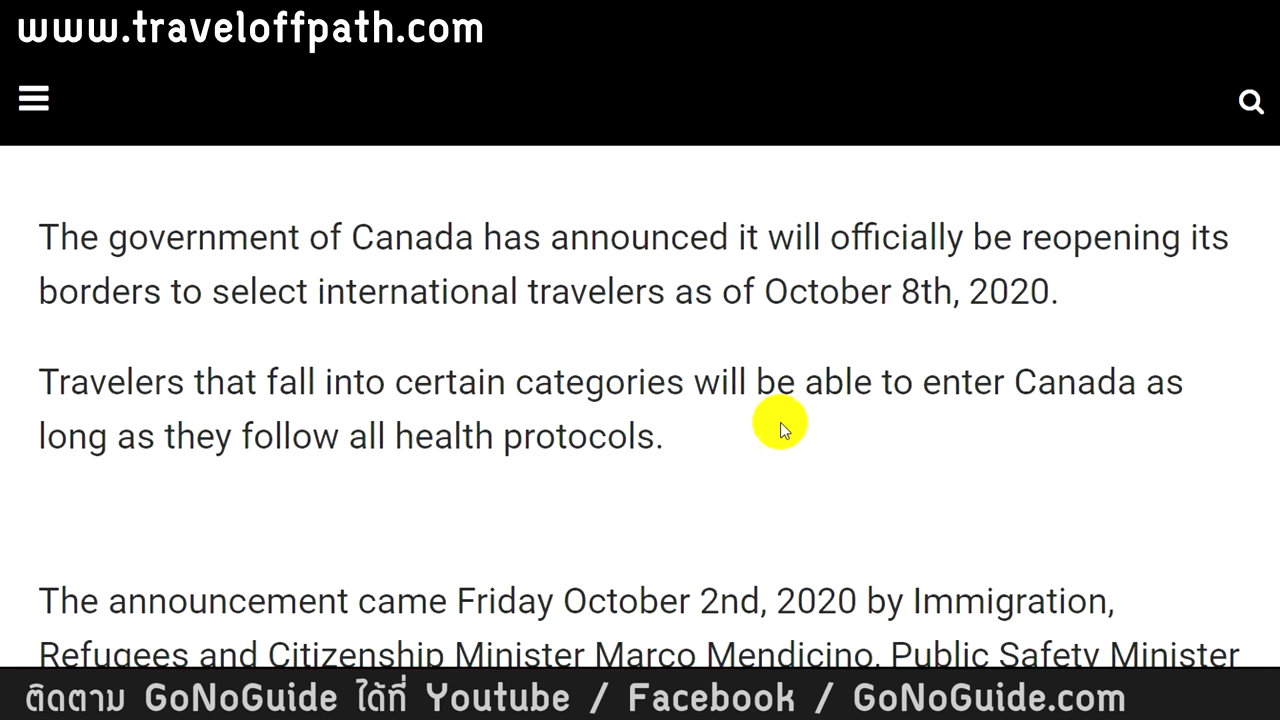 www.traveloffpath.com
The government of Canada has announced it will officially be reopening its
borders to select international travelers as of October 8th, 2020.
Travelers that fall into certain categories will be able to enter Canada as
long as they follow all health protocols.
The announcement came Friday October 2nd, 2020 by Immigration,
Refugees and Citizenship Minister Marco Mendicino, Public Safety Minister
ติดตาม GoNoGuide ได้ที่ Youtube / Facebook / GoNoGuide.com